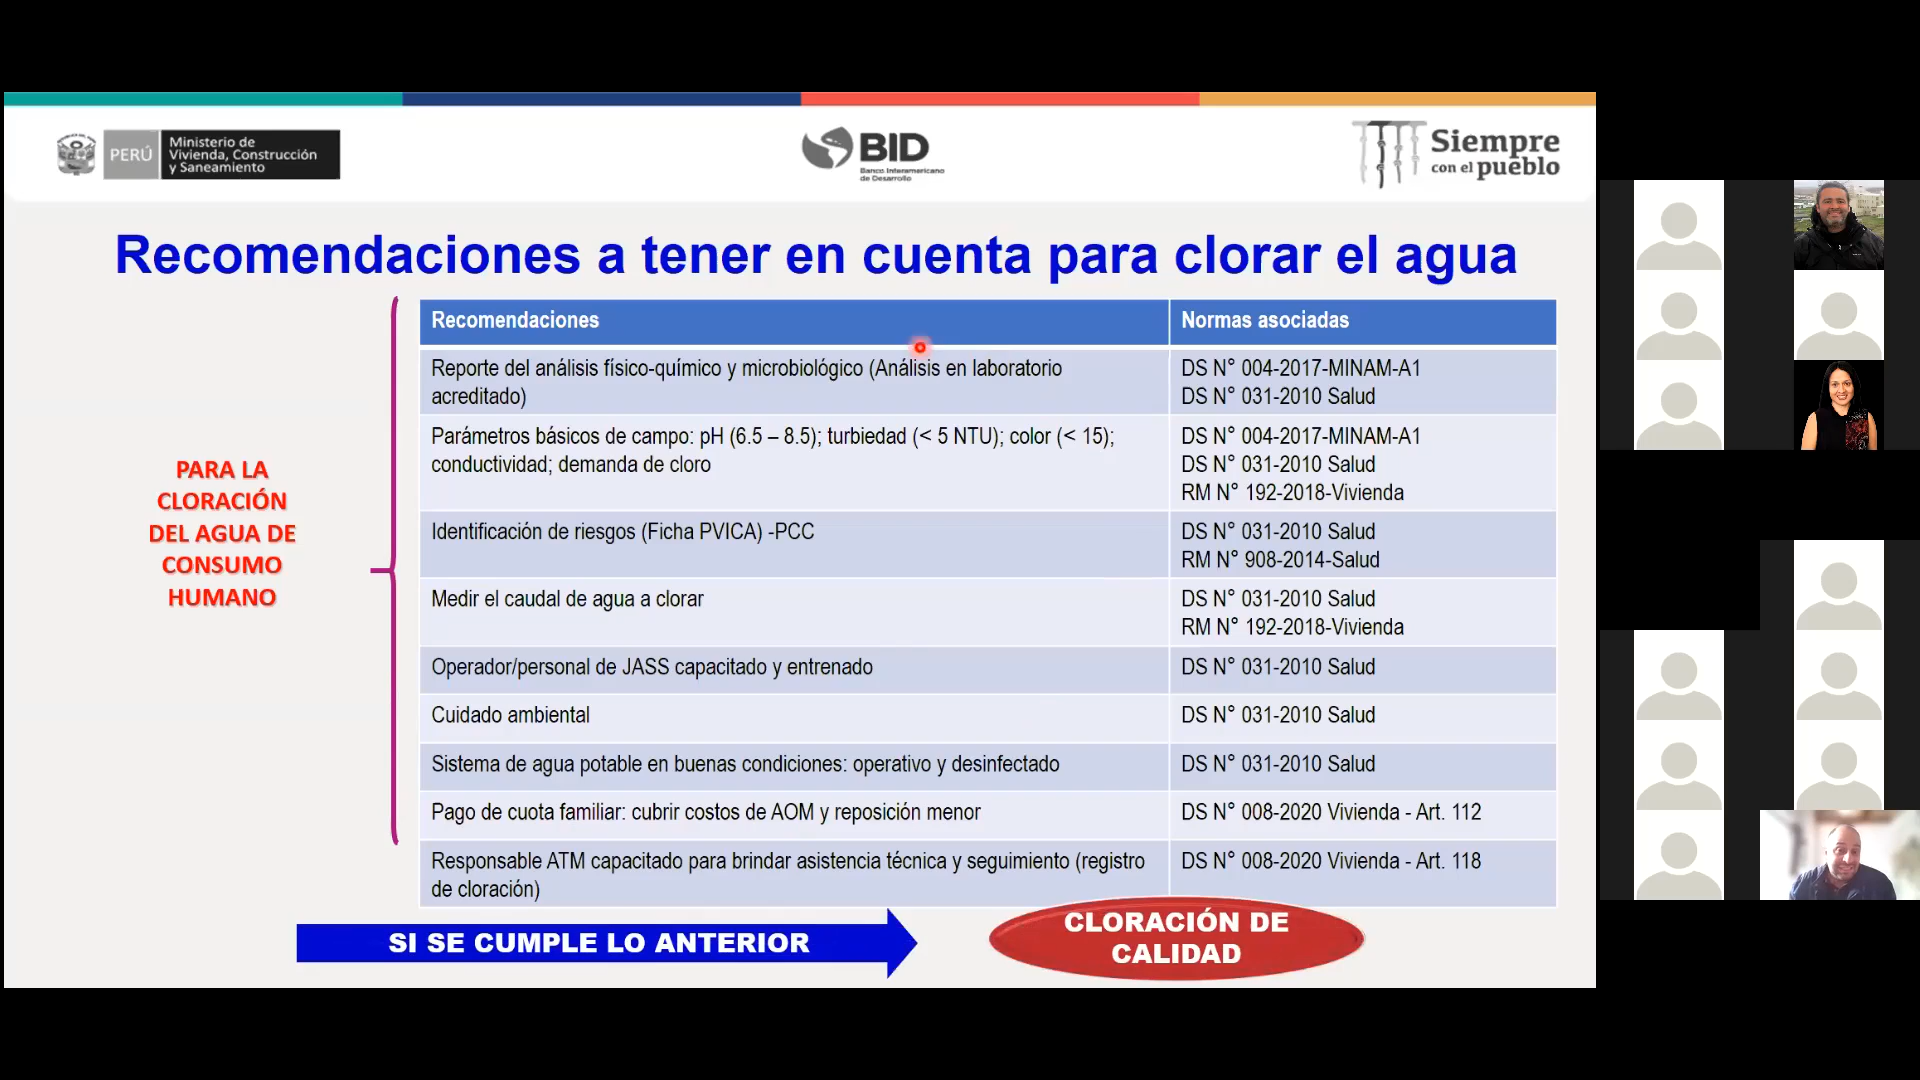 PERÚ
Ministerio de
Vivienda, Construcción
y Saneamiento
BID
Banco Interamericano
de Desarrollo
Siempre
con el pueblo
Recomendaciones a tener en cuenta para clorar el agua
PARA LA
CLORACIÓN
DEL AGUA DE
CONSUMO
HUMANO
Recomendaciones
Normas asociadas
Reporte del análisis físico-químico y microbiológico (Análisis en laboratorio
acreditado)
DS N° 004-2017-MINAM-A1
DS N° 031-2010 Salud
Parámetros básicos de campo: pH (6.5 – 8.5); turbiedad (< 5 NTU); color (< 15);
conductividad; demanda de cloro
DS N° 004-2017-MINAM-A1
DS N° 031-2010 Salud
RM N° 192-2018-Vivienda
Identificación de riesgos (Ficha PVICA) -PCC
DS N° 031-2010 Salud
RM N° 908-2014-Salud
Medir el caudal de agua a clorar
DS N° 031-2010 Salud
RM N° 192-2018-Vivienda
Operador/personal de JASS capacitado y entrenado
DS N° 031-2010 Salud
Cuidado ambiental
DS N° 031-2010 Salud
Sistema de agua potable en buenas condiciones: operativo y desinfectado
DS N° 031-2010 Salud
Pago de cuota familiar: cubrir costos de AOM y reposición menor
DS N° 008-2020 Vivienda - Art. 112
Responsable ATM capacitado para brindar asistencia técnica y seguimiento (registro
de cloración)
DS N° 008-2020 Vivienda - Art. 118
SI SE CUMPLE LO ANTERIOR
CLORACIÓN DE
CALIDAD